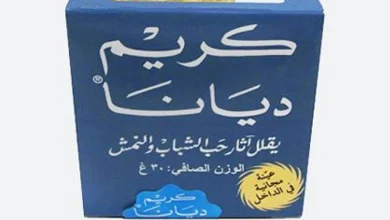 كريم
ديانا®
يقلل آثار حب الشباب والنمش
الوزن الصافي: ٣٠ غ
عينة
مجانية
في الداخل
كريم
ديانا